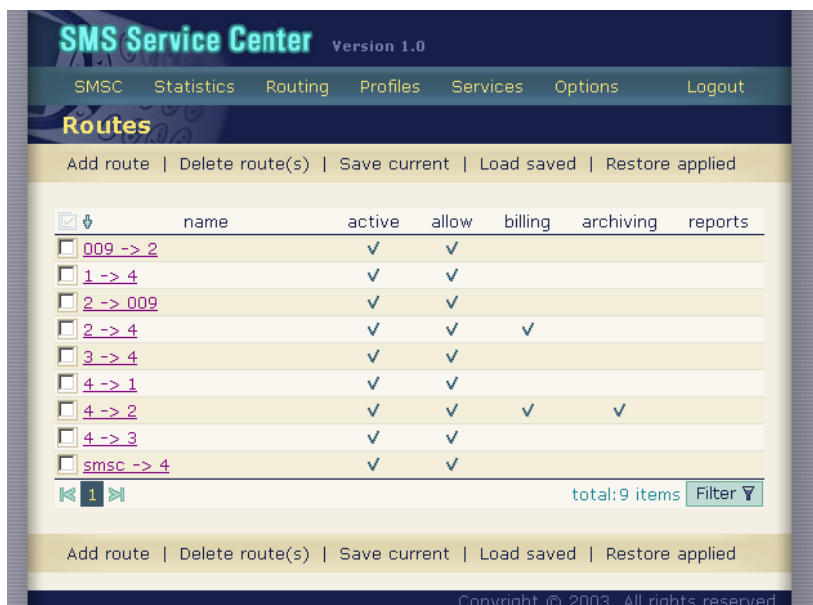 SMS Service Center Version 1.0
SMSC Statistics Routing Profiles Services Options Logout
Routes
Add route | Delete route(s) | Save current | Load saved | Restore applied
name active allow billing archiving reports
009 -> 2
1 -> 4
2 -> 009
2 -> 4
3 -> 4
4 -> 1
4 -> 2
4 -> 3
smsc -> 4
1 total:9 items Filter
Add route | Delete route(s) | Save current | Load saved | Restore applied
Copyright © 2003. All rights reserved